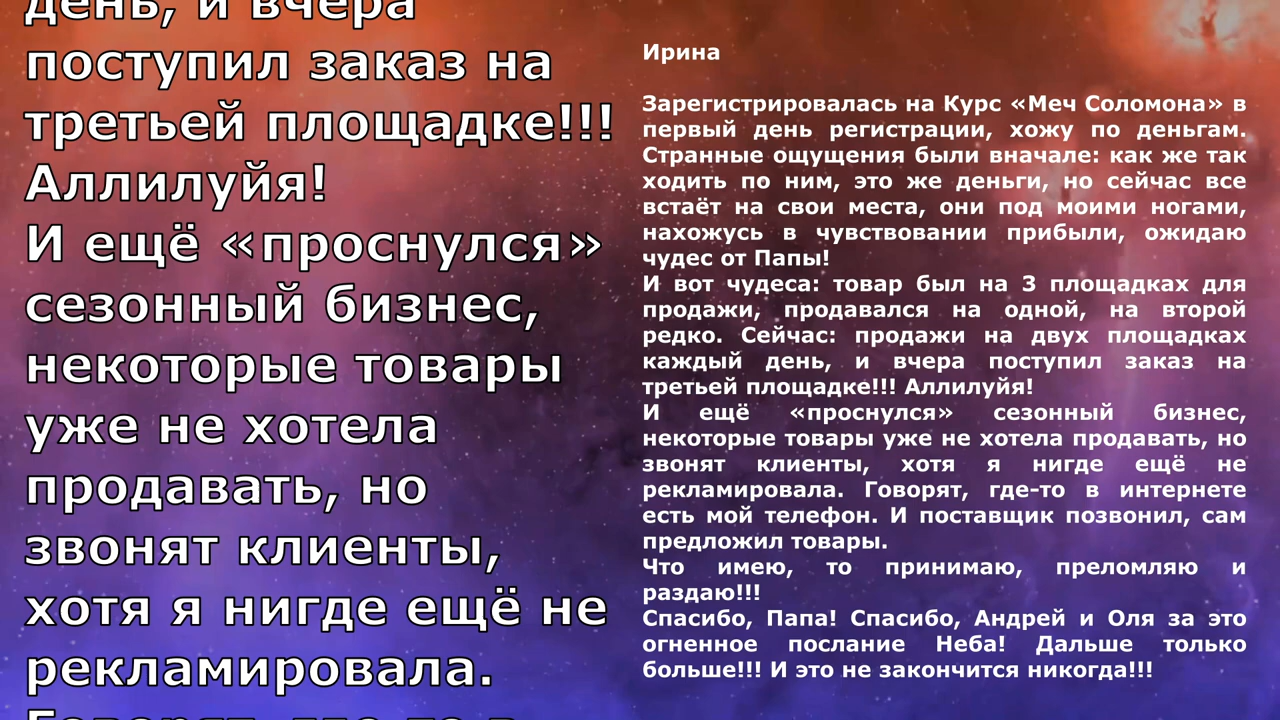 день, и вчера
поступил заказ на
третьей площадке!!!
Аллилуйя!
И ещё «проснулся»
сезонный бизнес,
некоторые товары
уже не хотела
продавать, но
звонят клиенты,
хотя я нигде ещё не
рекламировала.
Говорят, где-то в
Ирина
Зарегистрировалась на Курс «Меч Соломона» в
первый день регистрации, хожу по деньгам.
Странные ощущения были вначале: как же так
ходить по ним, это же деньги, но сейчас все
встаёт на свои места, они под моими ногами,
нахожусь в чувствовании прибыли, ожидаю
чудес от Папы!
И вот чудеса: товар был на 3 площадках для
продажи, продавался на одной, на второй
редко. Сейчас: продажи на двух площадках
каждый день, и вчера поступил заказ на
третьей площадке!!! Аллилуйя!
И ещё «проснулся» сезонный бизнес,
некоторые товары уже не хотела продавать, но
звонят клиенты, хотя я нигде ещё не
рекламировала. Говорят, где-то в интернете
есть мой телефон. И поставщик позвонил, сам
предложил товары.
Что имею, то принимаю, преломляю и
раздаю!!!
Спасибо, Папа! Спасибо, Андрей и Оля за это
огненное послание Неба! Дальше только
больше!!! И это не закончится никогда!!!